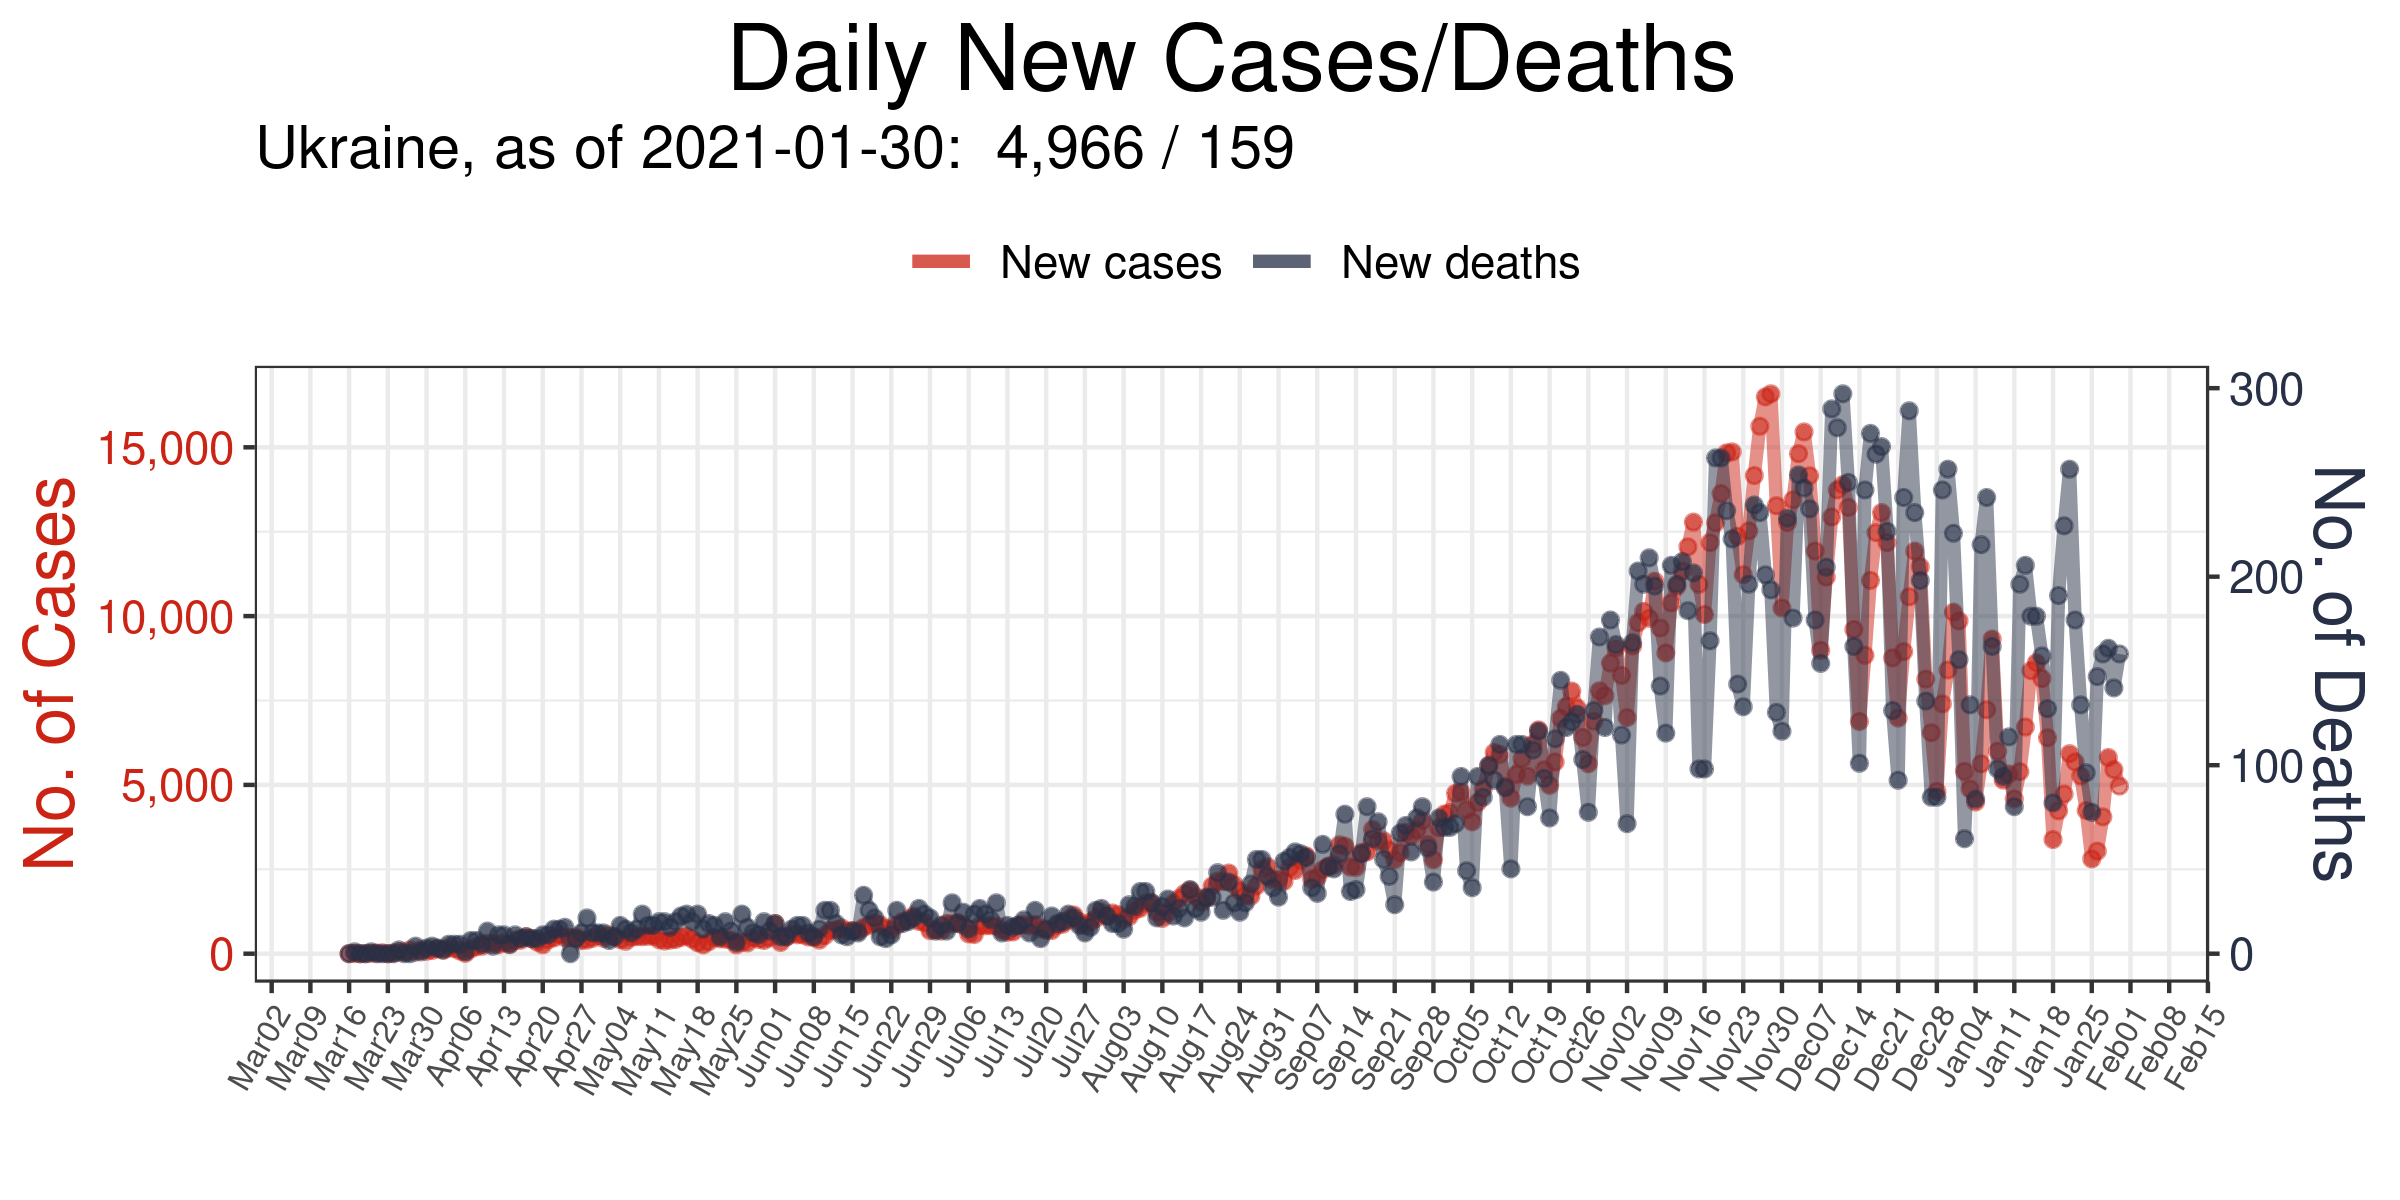 Daily New Cases/Deaths
Ukraine, as of 2021-01-30:  4,966 / 159
New cases New deaths
No. of Cases
15,000
10,000
5,000
0
300
200
100
0
No. of Deaths
Mar02 Mar09 Mar16 Mar23 Mar30 Apr06 Apr13 Apr20 Apr27 May04 May11 May18 May25 Jun01 Jun08 Jun15 Jun22 Jun29 Jul06 Jul13 Jul20 Jul27 Aug03 Aug10 Aug17 Aug24 Aug31 Sep07 Sep14 Sep21 Sep28 Oct05 Oct12 Oct19 Oct26 Nov02 Nov09 Nov16 Nov23 Nov30 Dec07 Dec14 Dec21 Dec28 Jan04 Jan11 Jan18 Jan25 Feb01 Feb08 Feb15